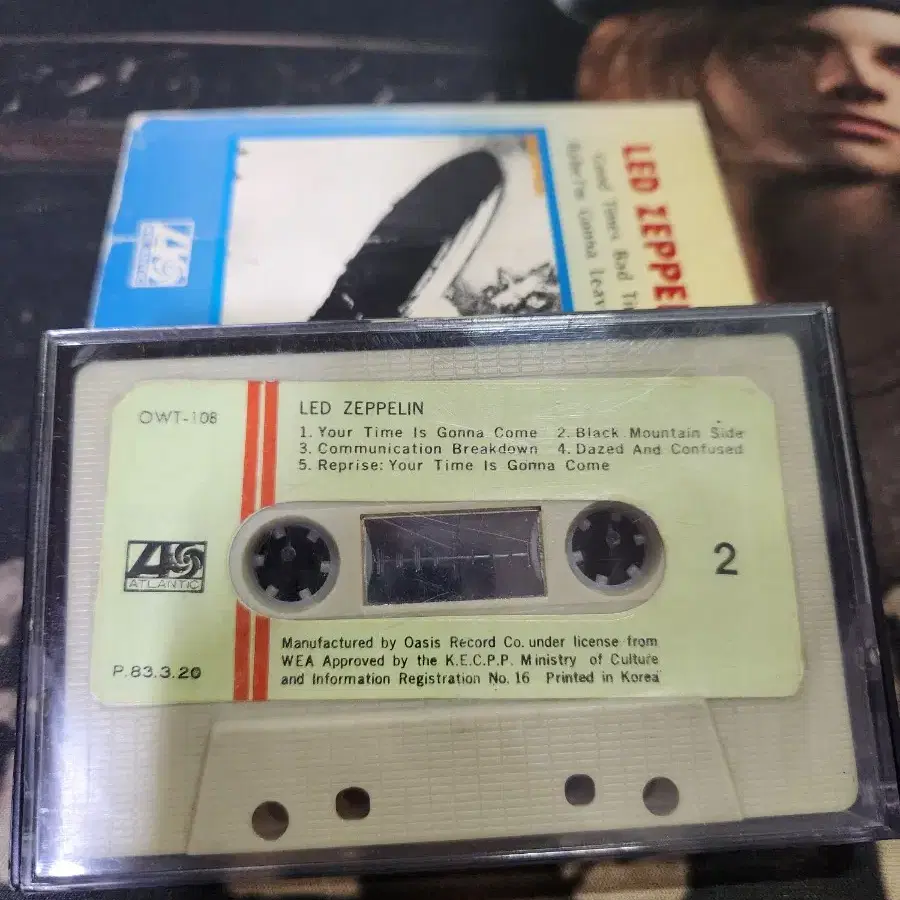 LED ZEPPE
Good Times Bad
Gonna Leav
OWT-108
LED ZEPPELIN
1. Your Time Is Gonna Come 2. Black Mountain Side
3. Communication Breakdown 4. Dazed And Confused
5. Reprise: Your Time Is Gonna Come
ATLANTIC
2
P.83.3.20
Manufactured by Oasis Record Co. under license from
WEA Approved by the K.E.C.P.P. Ministry of Culture
and Information Registration No. 16 Printed in Korea